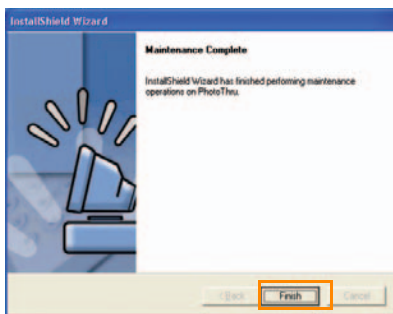 InstallShield Wizard
Maintenance Complete
InstallShield Wizard has finished performing maintenance
operations on PhotoThru.
< Back Finish Cancel